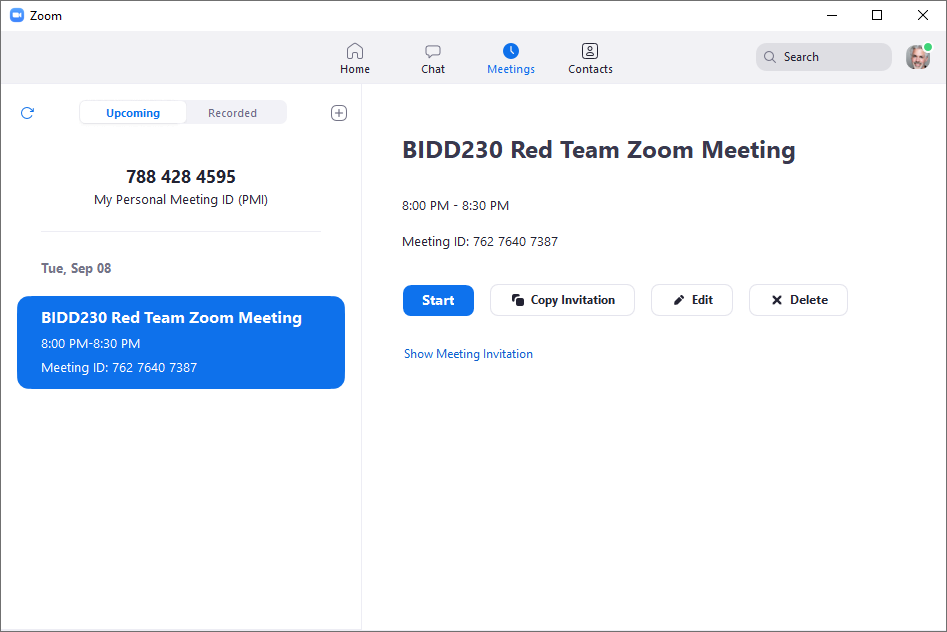 Zoom
Home
Chat
Meetings
Contacts
Search
Upcoming
Recorded
788 428 4595
My Personal Meeting ID (PMI)
Tue, Sep 08
BIDD230 Red Team Zoom Meeting
8:00 PM-8:30 PM
Meeting ID: 762 7640 7387
BIDD230 Red Team Zoom Meeting
8:00 PM - 8:30 PM
Meeting ID: 762 7640 7387
Start
Copy Invitation
Edit
Delete
Show Meeting Invitation